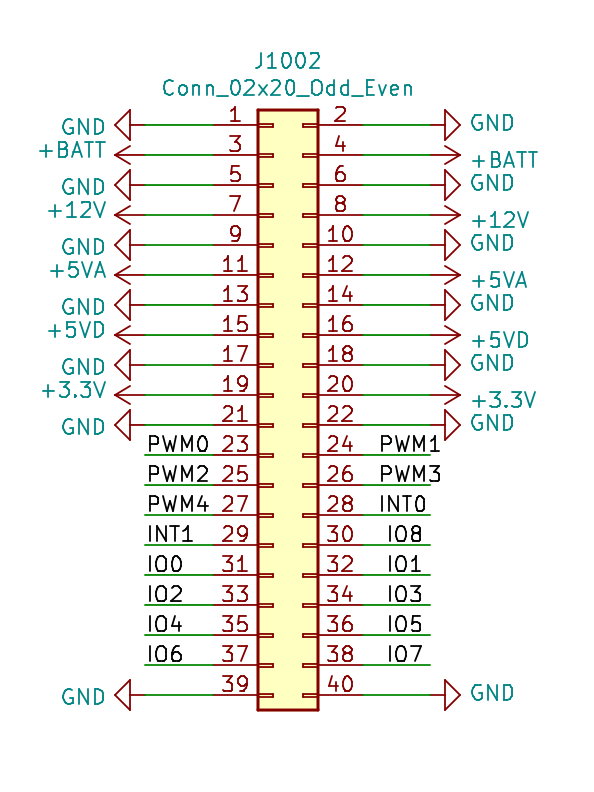 J1002
Conn_02x20_Odd_Even
GND 1 2 GND
+BATT 3 4 +BATT
GND 5 6 GND
+12V 7 8 +12V
GND 9 10 GND
+5VA 11 12 +5VA
GND 13 14 GND
+5VD 15 16 +5VD
GND 17 18 GND
+3.3V 19 20 +3.3V
GND 21 22 GND
PWM0 23 24 PWM1
PWM2 25 26 PWM3
PWM4 27 28 INT0
INT1 29 30 IO8
IO0 31 32 IO1
IO2 33 34 IO3
IO4 35 36 IO5
IO6 37 38 IO7
GND 39 40 GND